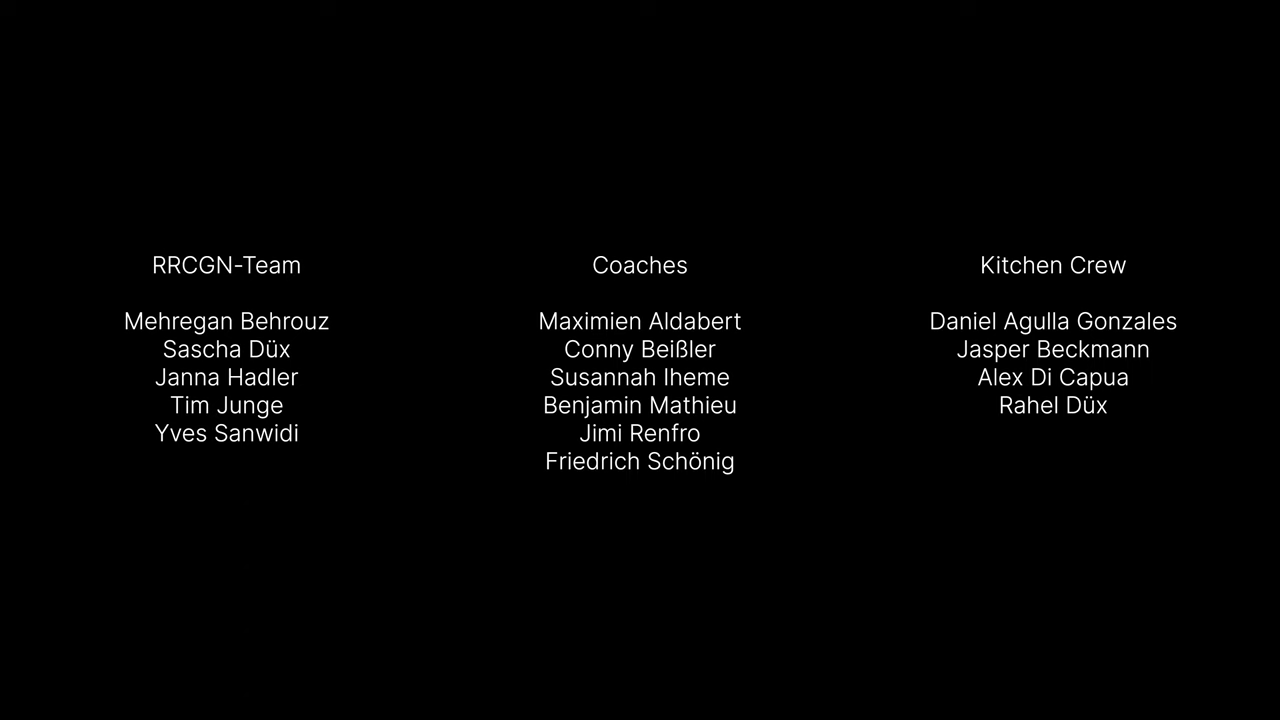 RRCGN-Team
Mehregan Behrouz
Sascha Düx
Janna Hadler
Tim Junge
Yves Sanwidi
Coaches
Maximien Aldabert
Conny Beißler
Susannah Iheme
Benjamin Mathieu
Jimi Renfro
Friedrich Schönig
Kitchen Crew
Daniel Agulla Gonzales
Jasper Beckmann
Alex Di Capua
Rahel Düx